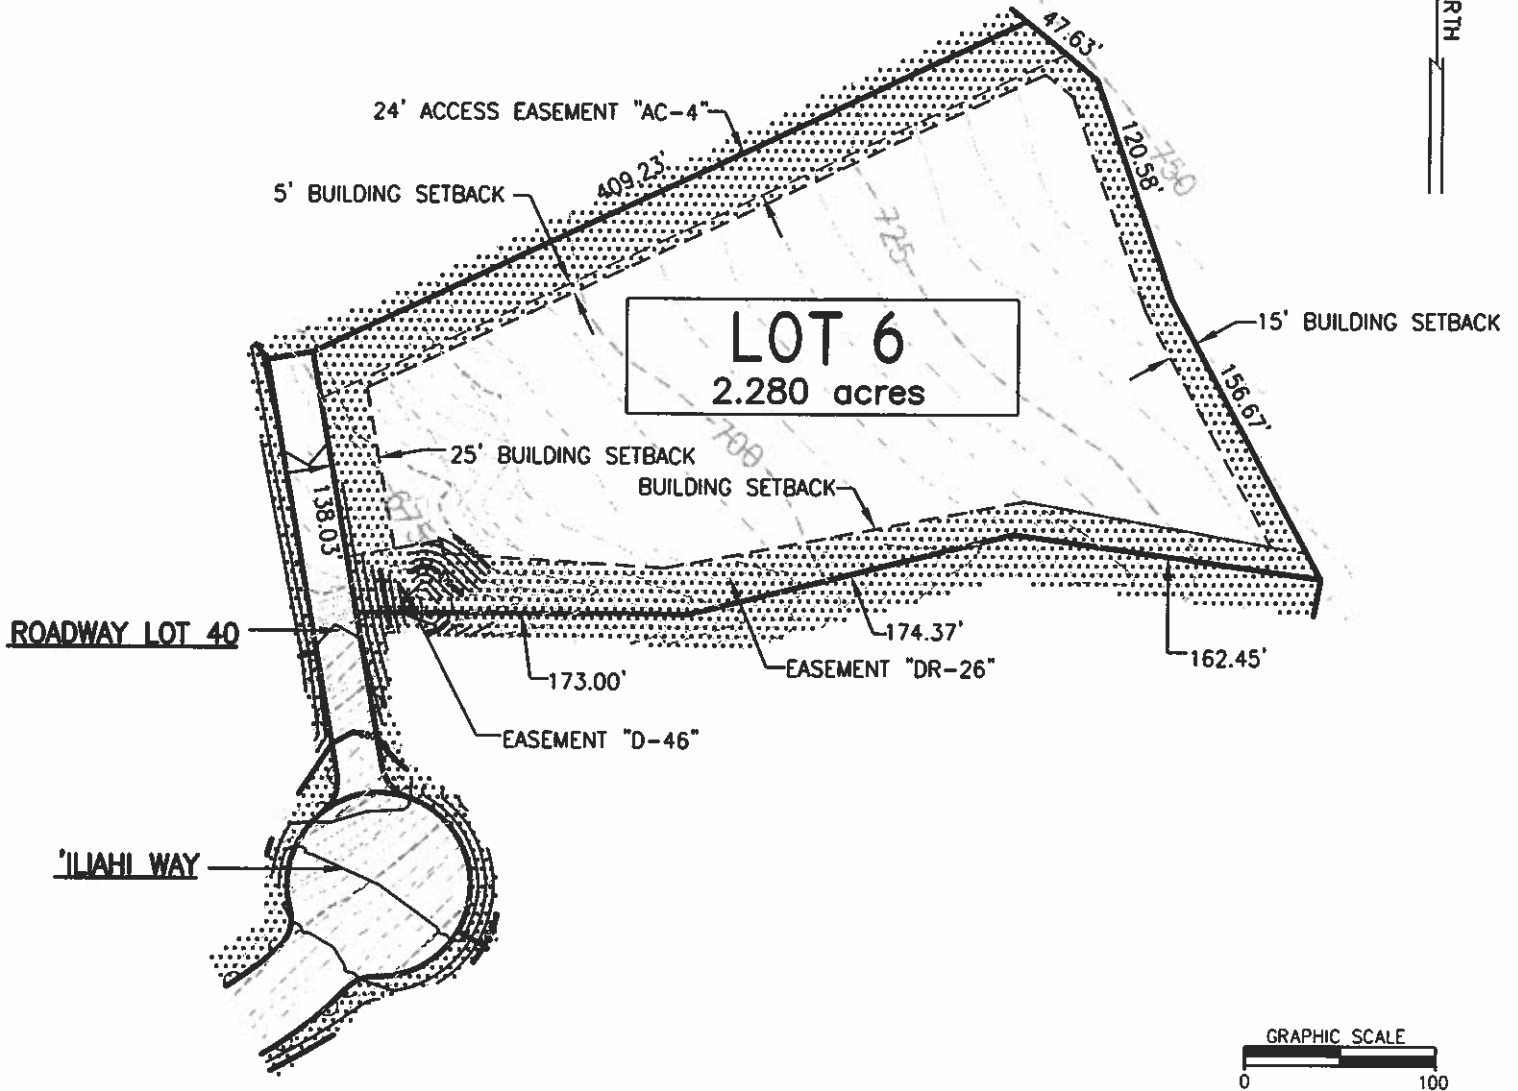 RTH
47.63'
24' ACCESS EASEMENT "AC-4"
120.58'
750
409.23'
5' BUILDING SETBACK
725
LOT 6
2.280 acres
15' BUILDING SETBACK
156.67'
700
25' BUILDING SETBACK
BUILDING SETBACK
675
138.03
ROADWAY LOT 40
174.37'
162.45'
EASEMENT "DR-26"
173.00'
EASEMENT "D-46"
'ILIAHI WAY
GRAPHIC SCALE
0 100